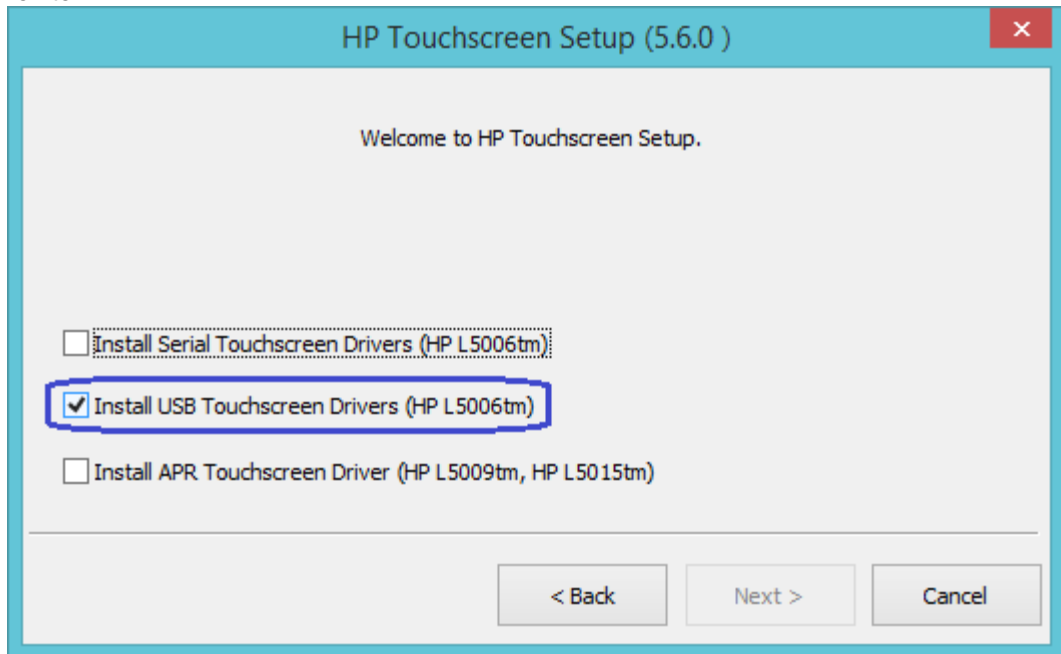 HP Touchscreen Setup (5.6.0 )
Welcome to HP Touchscreen Setup.
Install Serial Touchscreen Drivers (HP L5006tm)
Install USB Touchscreen Drivers (HP L5006tm)
Install APR Touchscreen Driver (HP L5009tm, HP L5015tm)
< Back Next > Cancel